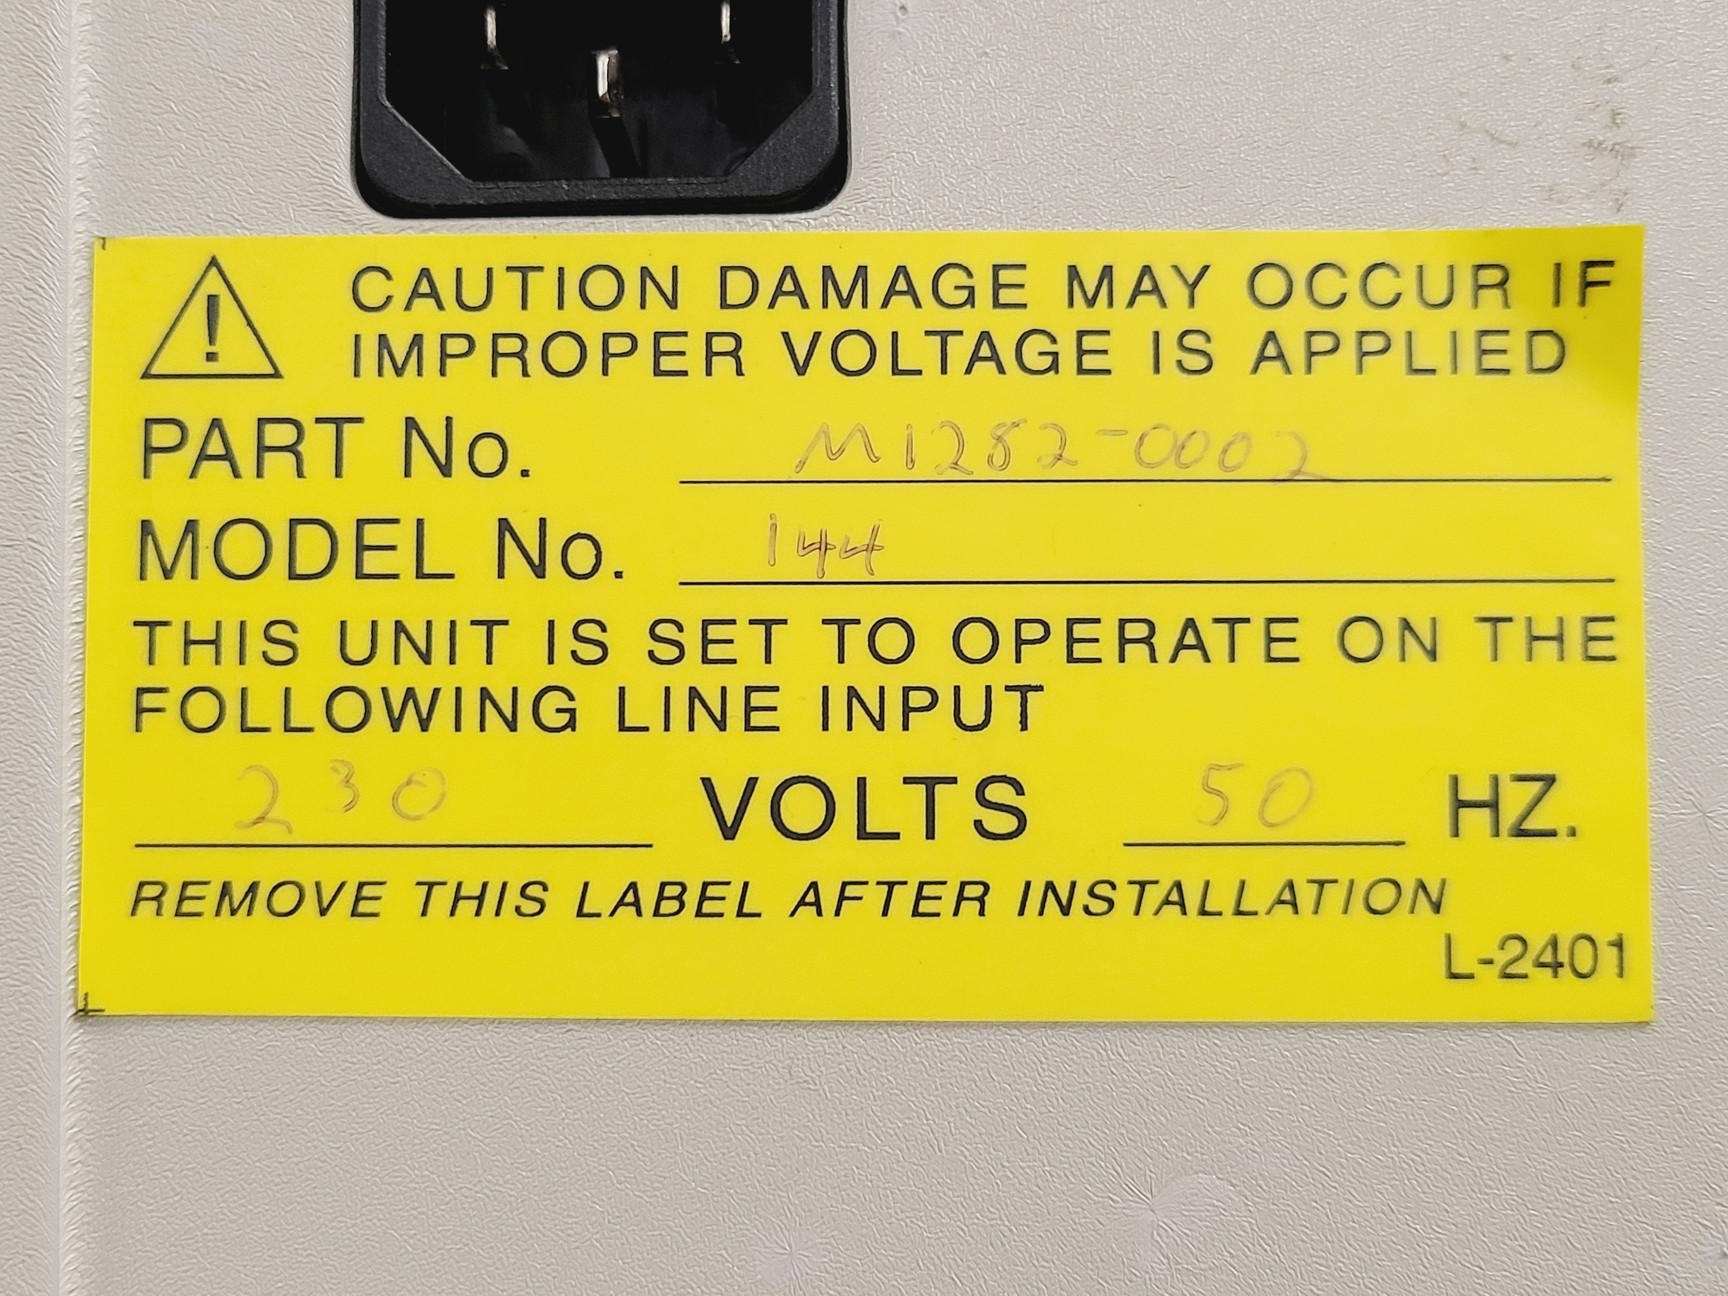 ! CAUTION DAMAGE MAY OCCUR IF
IMPROPER VOLTAGE IS APPLIED
PART No. M1282-0002
MODEL No. 144
THIS UNIT IS SET TO OPERATE ON THE
FOLLOWING LINE INPUT
230 VOLTS 50 HZ.
REMOVE THIS LABEL AFTER INSTALLATION
L-2401